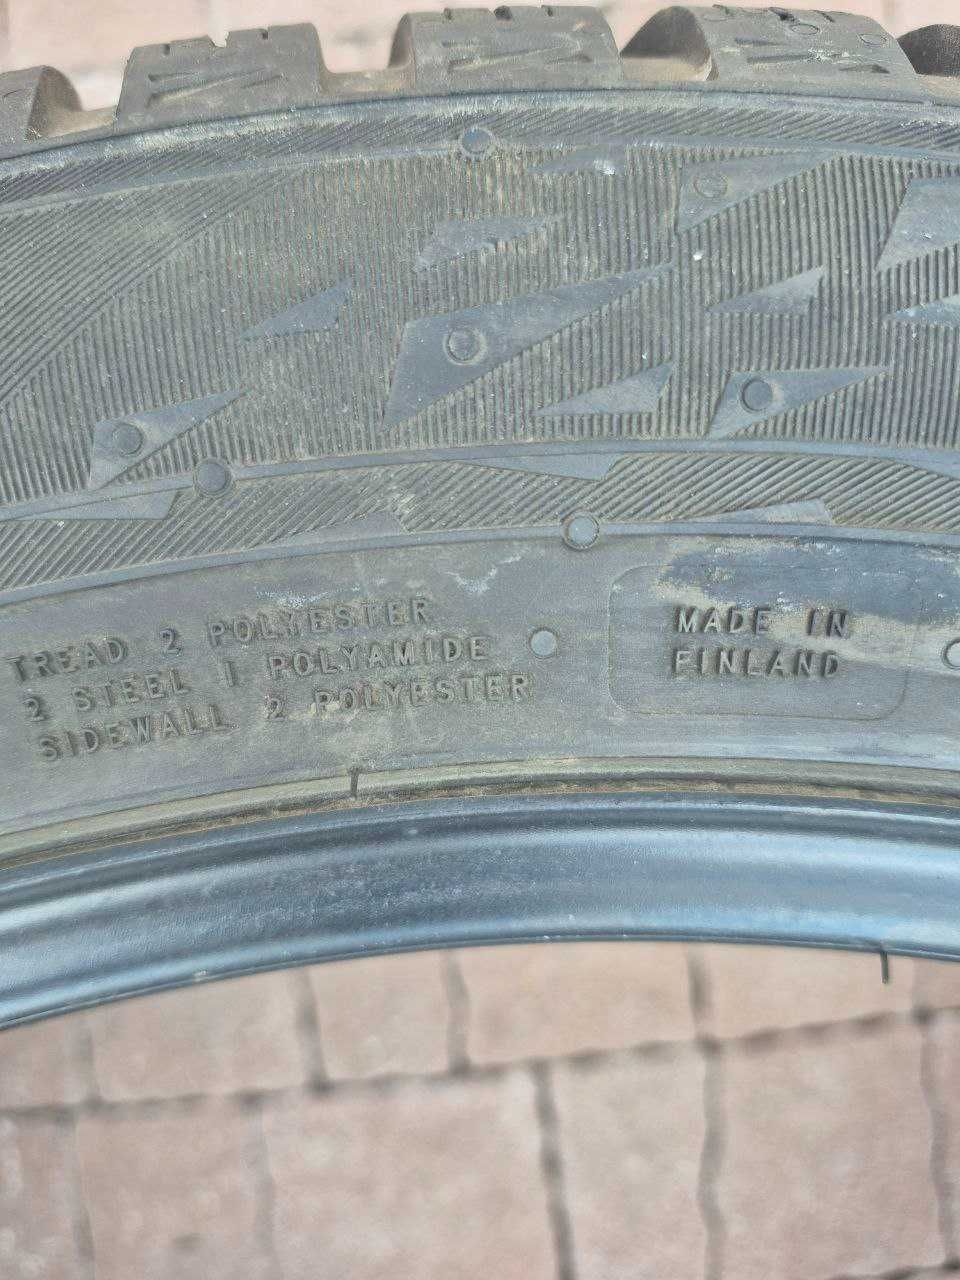 TREAD 2 POLYESTER
2 STEEL 1 POLYAMIDE
SIDEWALL 2 POLYESTER
MADE IN
FINLAND